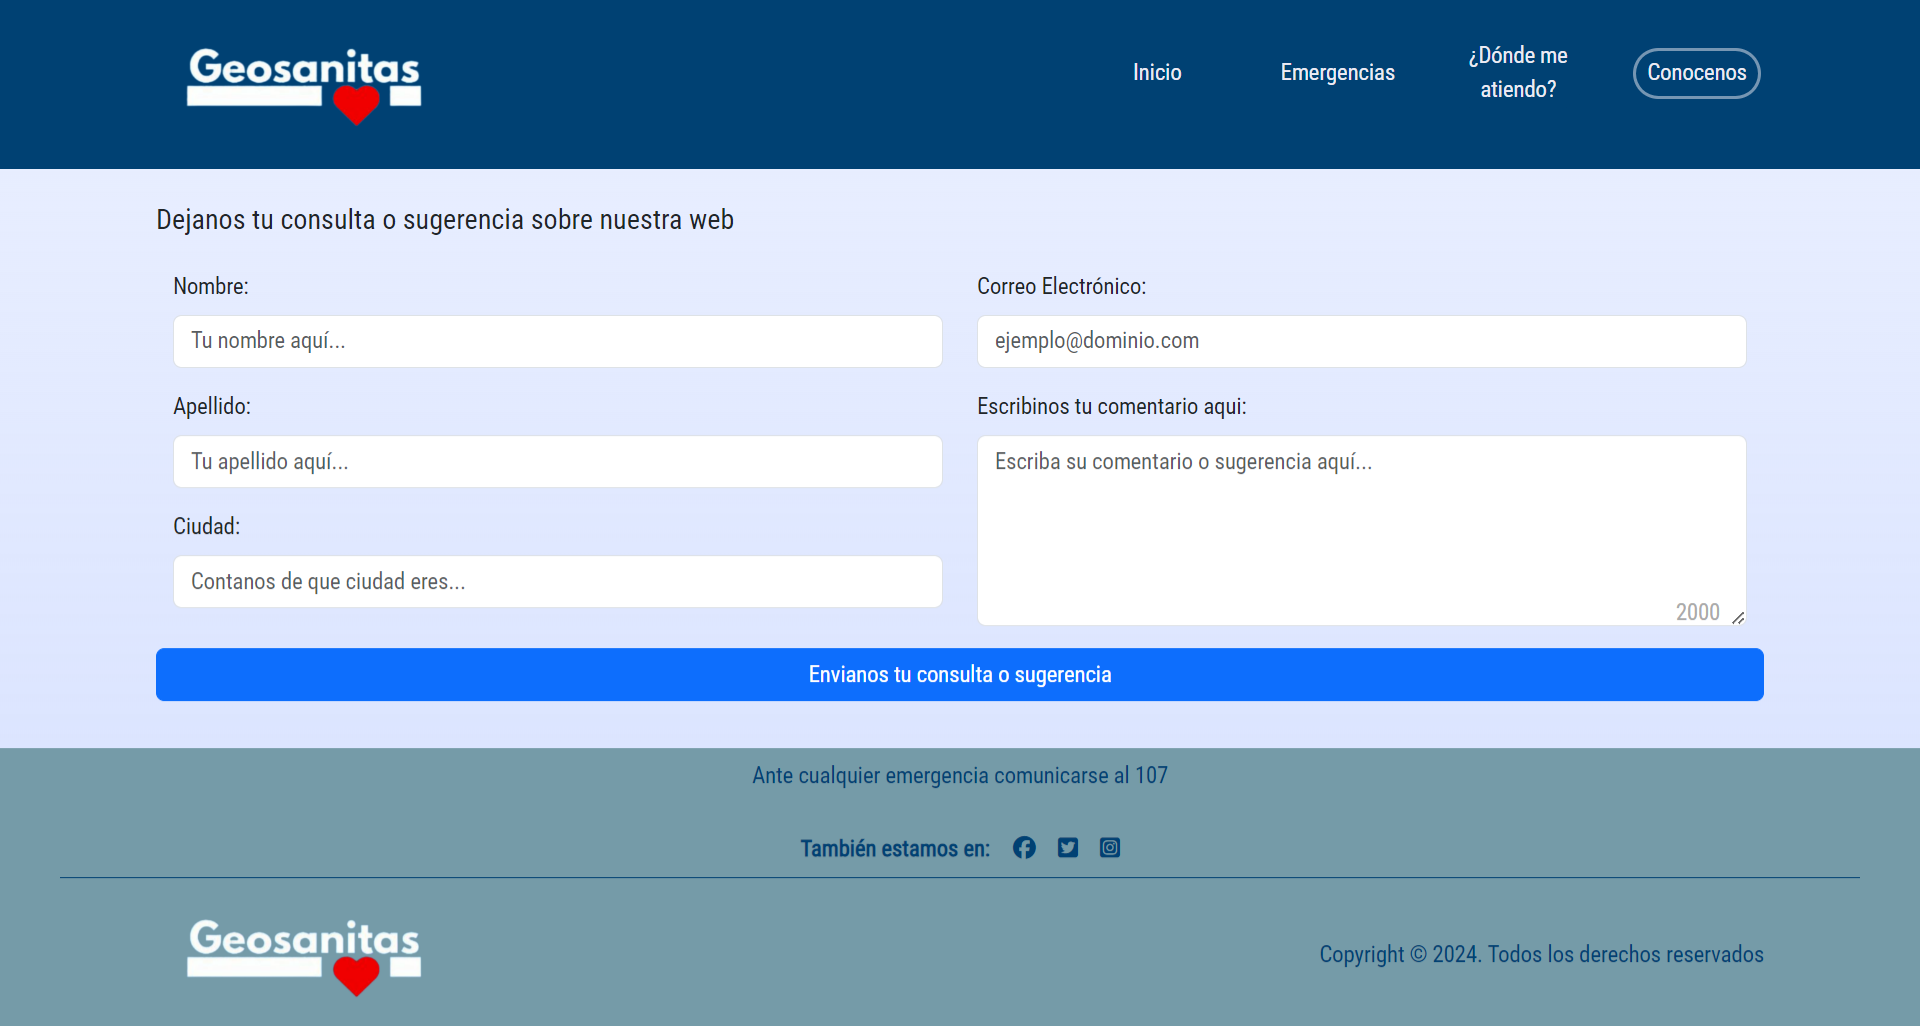 Geosanitas
Inicio
Emergencias
¿Dónde me
atiendo?
Conocenos
Dejanos tu consulta o sugerencia sobre nuestra web
Nombre:
Tu nombre aquí...
Apellido:
Tu apellido aquí...
Ciudad:
Contanos de que ciudad eres...
Correo Electrónico:
ejemplo@dominio.com
Escribinos tu comentario aqui:
Escriba su comentario o sugerencia aquí...
2000
Envianos tu consulta o sugerencia
Ante cualquier emergencia comunicarse al 107
También estamos en:
Geosanitas
Copyright © 2024. Todos los derechos reservados